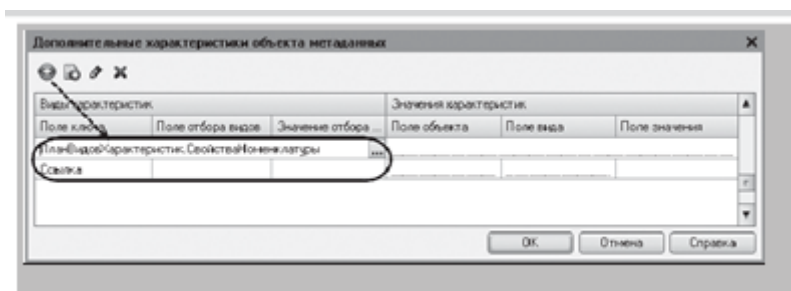 Дополнительные характеристики объекта метаданных
Виды характеристик
Значения характеристик
Поле ключа
Поле отбора видов
Значение отбора ...
Поле объекта
Поле вида
Поле значения
ПланВидовХарактеристик.СвойстваНоменклатуры
...
Ссылка
ОК
Отмена
Справка